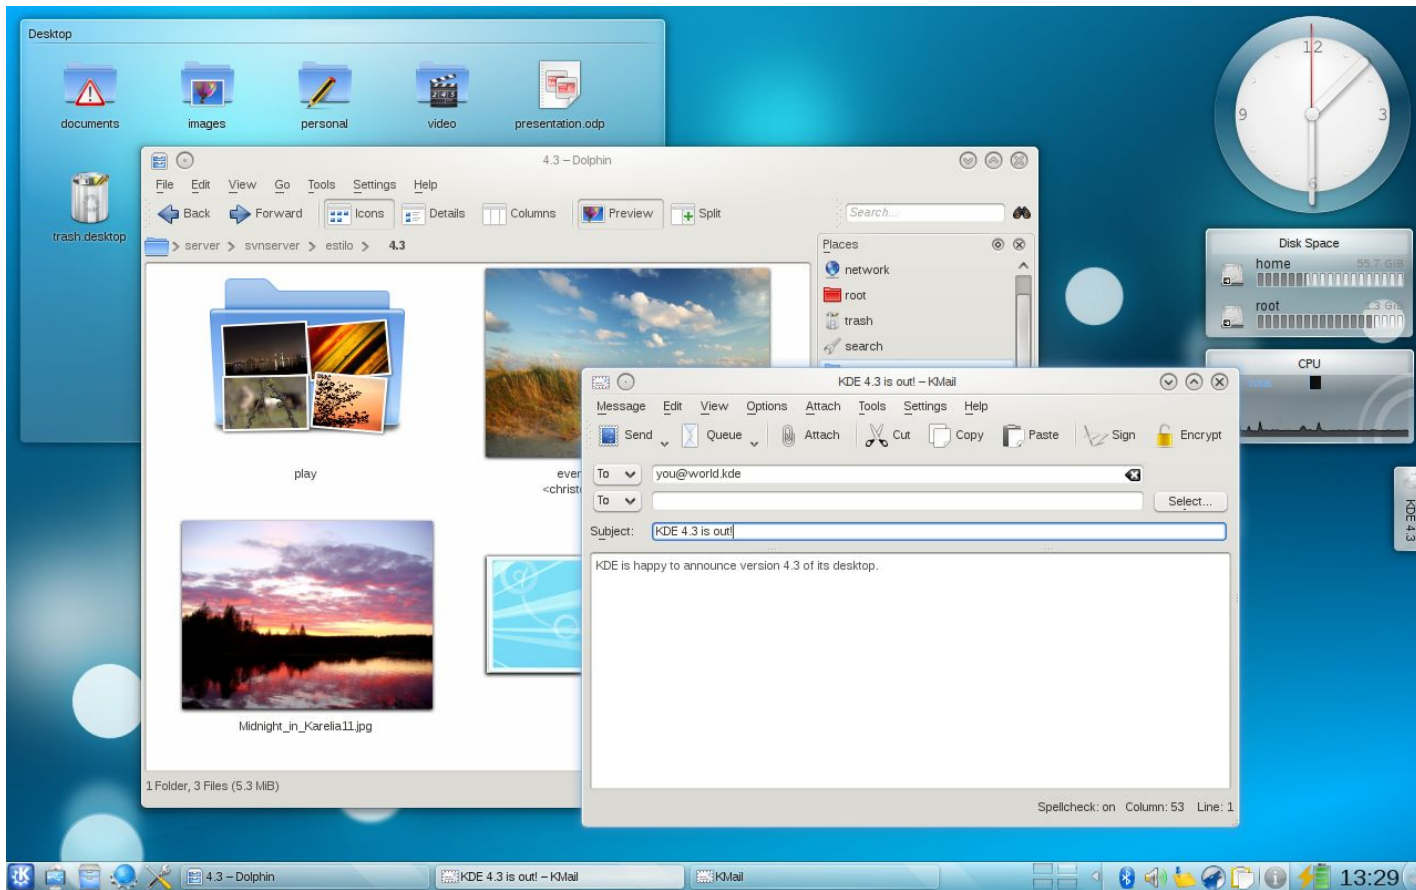 Desktop
documents
images
personal
video
presentation.odp
trash.desktop
4.3 – Dolphin
File Edit View Go Tools Settings Help
Back Forward Icons Details Columns Preview Split Search...
server > svnserver > estilo > 4.3
Places
network
root
trash
search
play
Midnight_in_Karelia11.jpg
1 Folder, 3 Files (5.3 MiB)
KDE 4.3 is out! – KMail
Message Edit View Options Attach Tools Settings Help
Send Queue Attach Cut Copy Paste Sign Encrypt
To you@world.kde
To Select...
Subject: KDE 4.3 is out!
KDE is happy to announce version 4.3 of its desktop.
Spellcheck: on Column: 53 Line: 1
12
9 3
6
Disk Space
home 55.7 GiB
root
CPU
KDE 4.3
4.3 – Dolphin
KDE 4.3 is out! – KMail
KMail
13:29